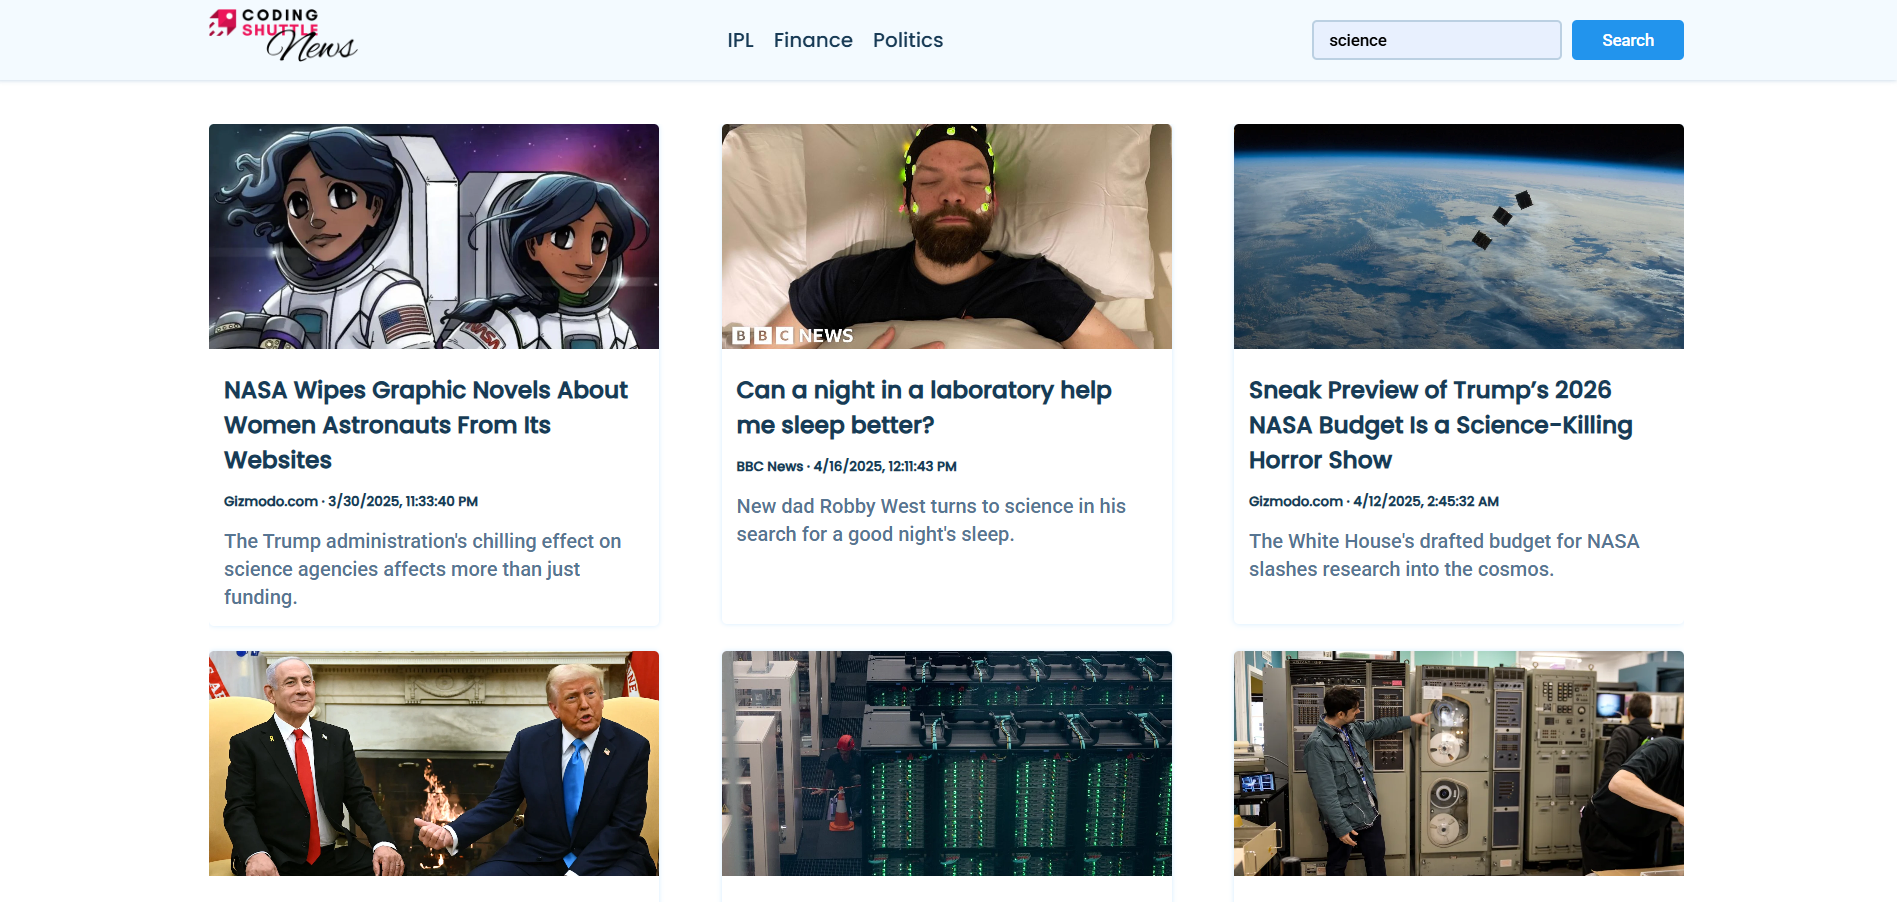 CODING
SHUTTLE
News
IPL
Finance
Politics
science
Search
NASA
BBC NEWS
NASA Wipes Graphic Novels About
Women Astronauts From Its
Websites
Gizmodo.com · 3/30/2025, 11:33:40 PM
The Trump administration's chilling effect on
science agencies affects more than just
funding.
Can a night in a laboratory help
me sleep better?
BBC News · 4/16/2025, 12:11:43 PM
New dad Robby West turns to science in his
search for a good night's sleep.
Sneak Preview of Trump’s 2026
NASA Budget Is a Science-Killing
Horror Show
Gizmodo.com · 4/12/2025, 2:45:32 AM
The White House's drafted budget for NASA
slashes research into the cosmos.